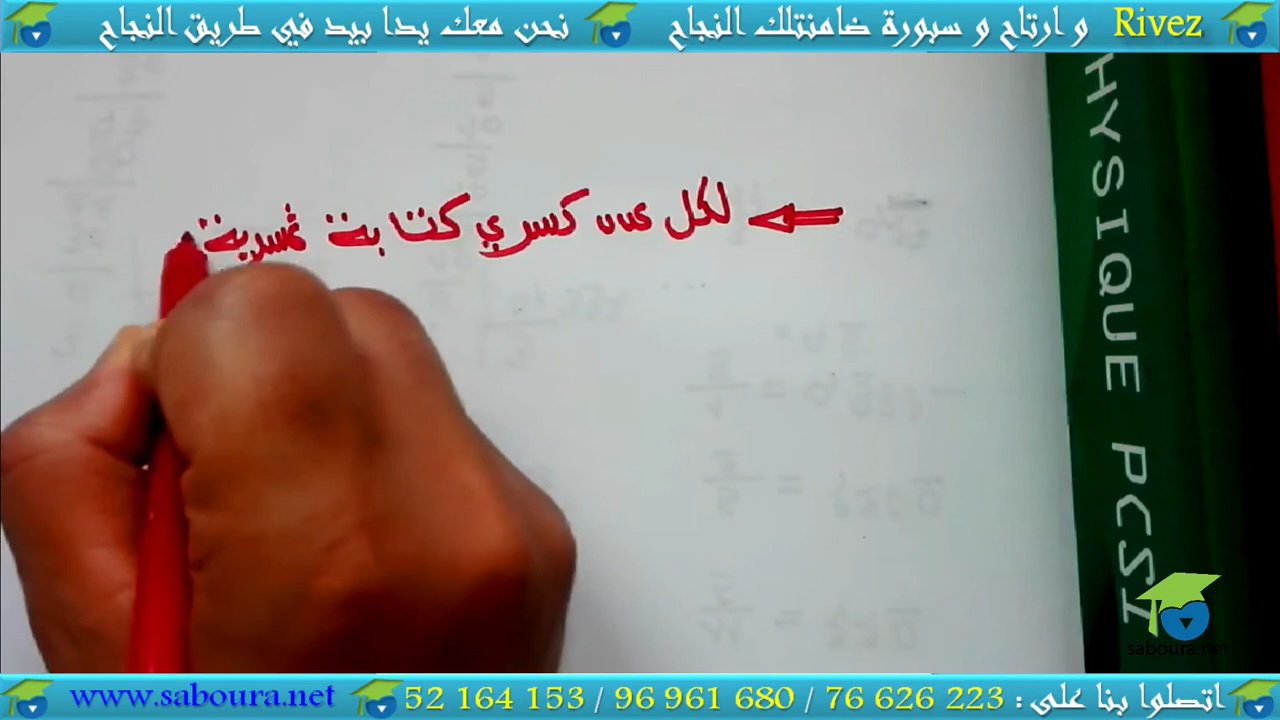 Rivez و ارتاح و سبورة ضامنتلك النجاح نحن معك يدا بيد في طريق النجاح
لكل عدد كسري كتابة عشرية
PHYSIQUE PCSI
saboura.net
اتصلوا بنا على : 52 164 153 / 96 961 680 / 76 626 223 www.saboura.net